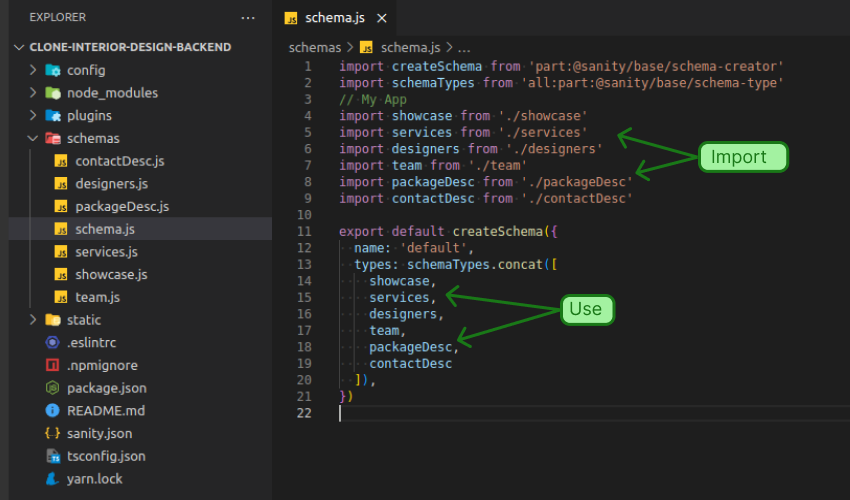 EXPLORER
...
CLONE-INTERIOR-DESIGN-BACKEND
config
node_modules
plugins
schemas
contactDesc.js
designers.js
packageDesc.js
schema.js
services.js
showcase.js
team.js
static
.eslintrc
.npmignore
package.json
README.md
sanity.json
tsconfig.json
yarn.lock
JS schema.js ×
schemas > JS schema.js > ...
1 import createSchema from 'part:@sanity/base/schema-creator'
2 import schemaTypes from 'all:part:@sanity/base/schema-type'
3 // My App
4 import showcase from './showcase'
5 import services from './services'
6 import designers from './designers'
7 import team from './team'
8 import packageDesc from './packageDesc'
9 import contactDesc from './contactDesc'
10
11 export default createSchema({
12 name: 'default',
13 types: schemaTypes.concat([
14 showcase,
15 services,
16 designers,
17 team,
18 packageDesc,
19 contactDesc
20 ]),
21 })
22
Import
Use